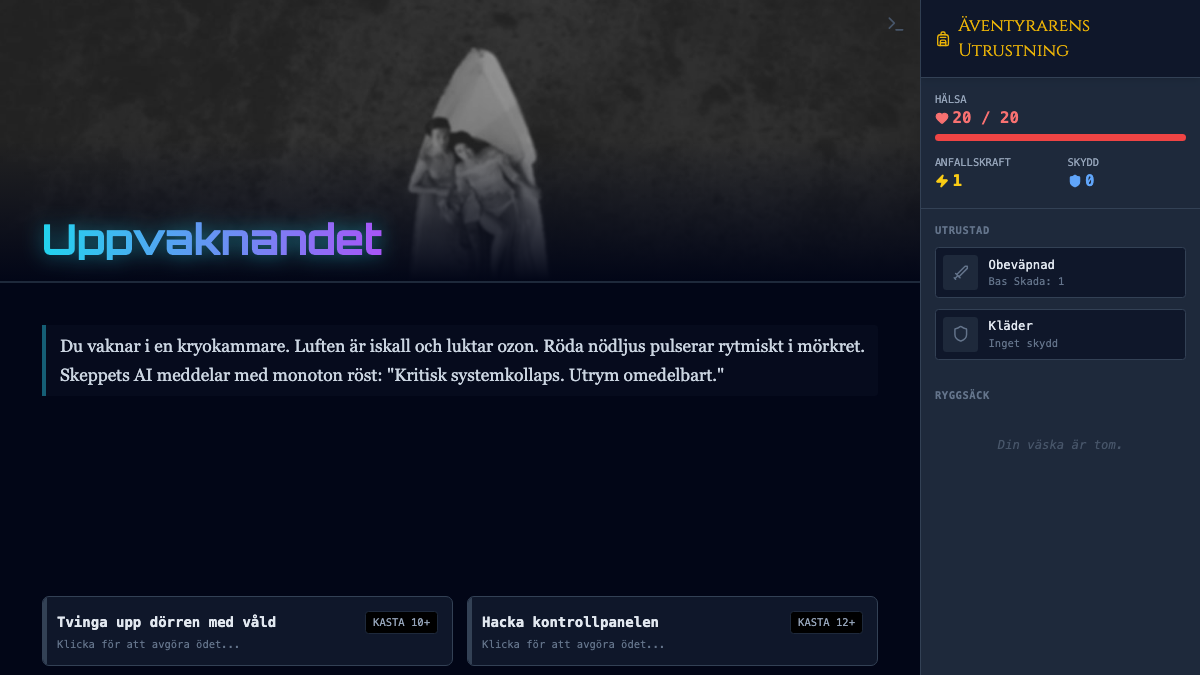 Uppvaknandet
Du vaknar i en kryokammare. Luften är iskall och luktar ozon. Röda nödljus pulserar rytmiskt i mörkret.
Skeppets AI meddelar med monoton röst: "Kritisk systemkollaps. Utrym omedelbart."
Tvinga upp dörren med våld
KASTA 10+
Klicka för att avgöra ödet...
Hacka kontrollpanelen
KASTA 12+
Klicka för att avgöra ödet...
Äventyrarens
Utrustning
HÄLSA
20 / 20
ANFALLSKRAFT
1
SKYDD
0
UTRUSTAD
Obeväpnad
Bas Skada: 1
Kläder
Inget skydd
RYGGSÄCK
Din väska är tom.